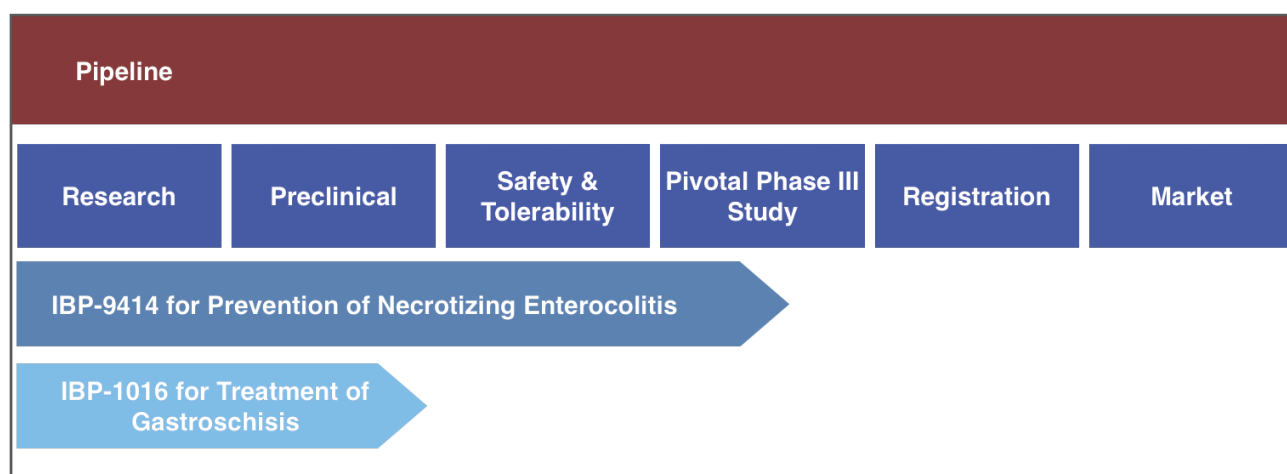 Pipeline
Research
Preclinical
Safety &
Tolerability
Pivotal Phase III
Study
Registration
Market
IBP-9414 for Prevention of Necrotizing Enterocolitis
IBP-1016 for Treatment of
Gastroschisis